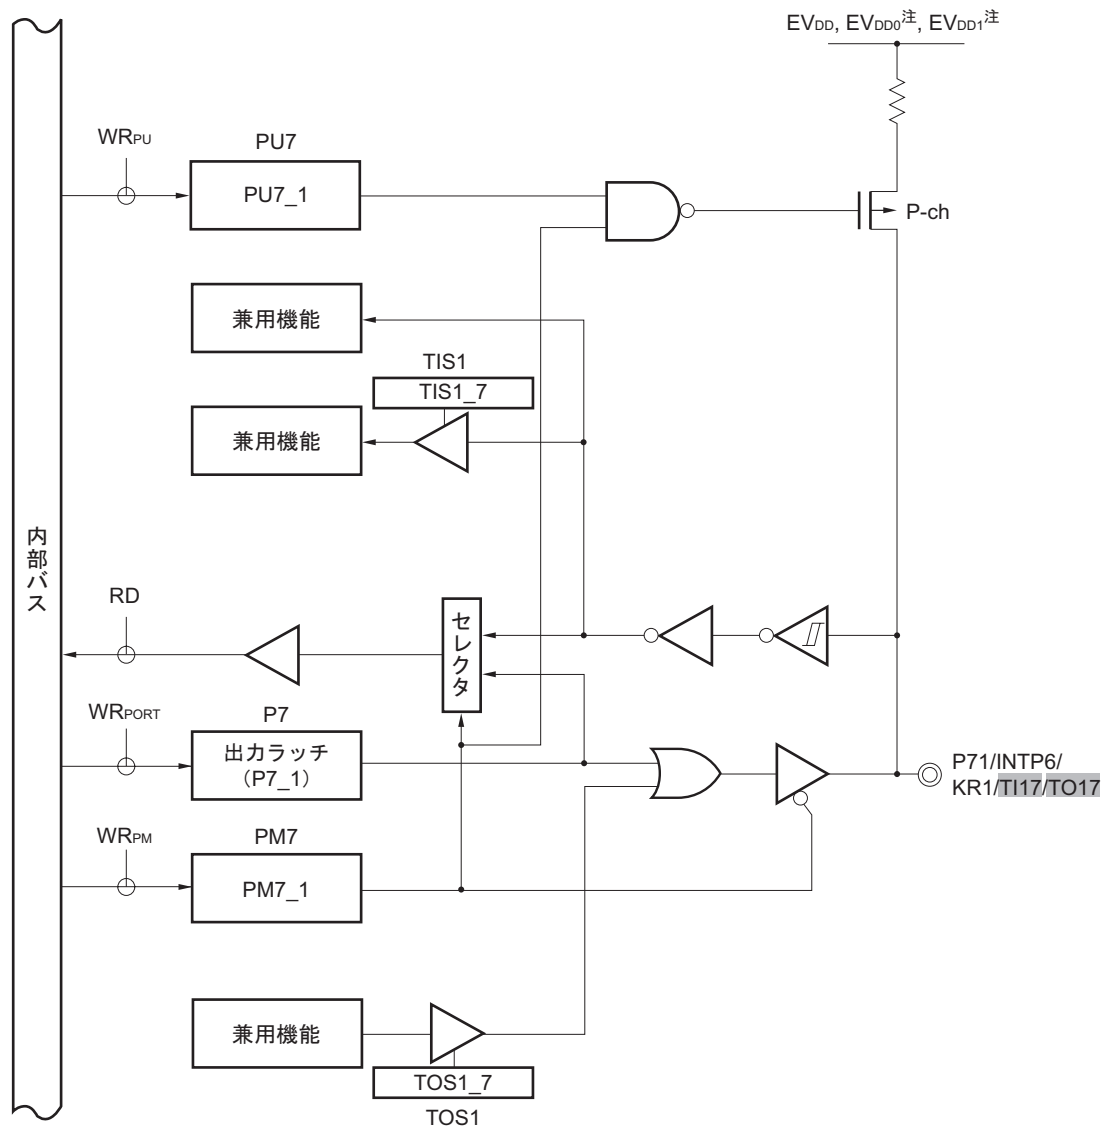 EVDD, EVDD0注, EVDD1注
WRPU
PU7
PU7_1
P-ch
兼用機能
TIS1
TIS1_7
兼用機能
内部バス
RD
セレクタ
WRPORT
P7
出力ラッチ
(P7_1)
P71/INTP6/
KR1/TI17/TO17
WRPM
PM7
PM7_1
兼用機能
TOS1_7
TOS1